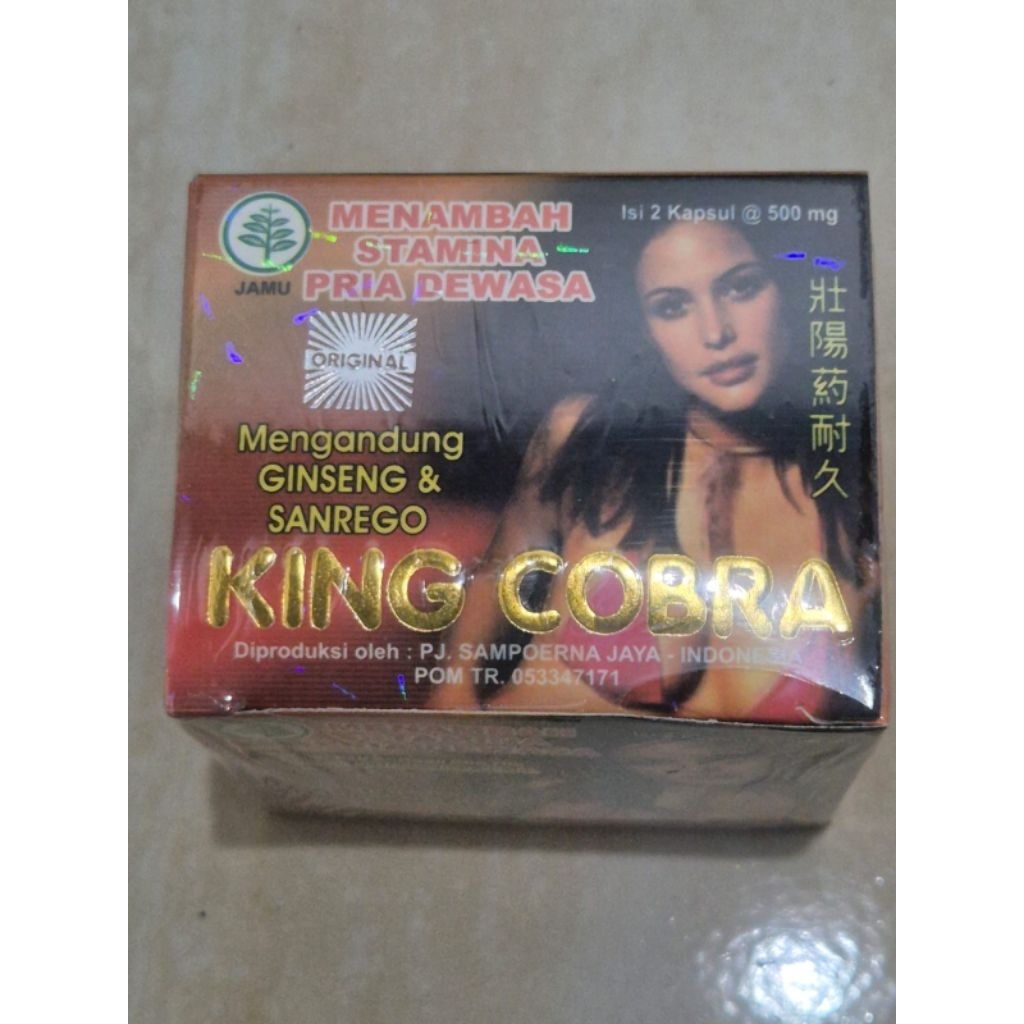 JAMU
MENAMBAH
STAMINA
PRIA DEWASA
Isi 2 Kapsul @ 500 mg
ORIGINAL
Mengandung
GINSENG &
SANREGO
壯陽葯耐久
KING COBRA
Diproduksi oleh : PJ. SAMPOERNA JAYA - INDONESIA
POM TR. 053347171